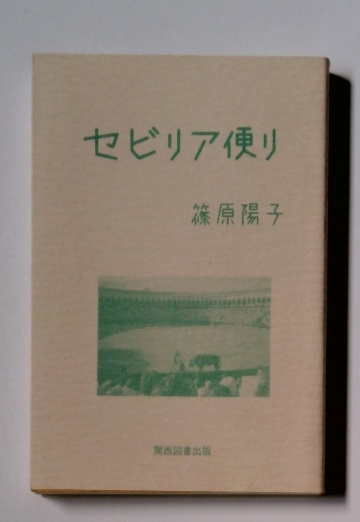 セビリア便り
篠原陽子
関西図書出版